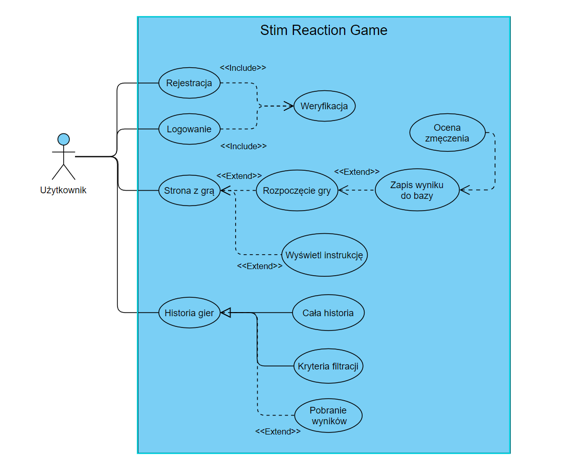 Stim Reaction Game
<<Include>>
Rejestracja
Weryfikacja
Logowanie
<<Include>>
Ocena
zmęczenia
Użytkownik
<<Extend>>
<<Extend>>
Strona z grą
Rozpoczęcie gry
Zapis wyniku
do bazy
Wyświetl instrukcję
<<Extend>>
Historia gier
Cała historia
Kryteria filtracji
Pobranie
wyników
<<Extend>>